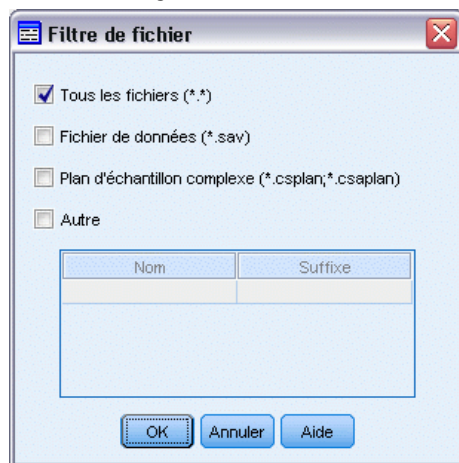 Filtre de fichier
Tous les fichiers (*.*)
Fichier de données (*.sav)
Plan d'échantillon complexe (*.csplan;*.csaplan)
Autre
Nom Suffixe
OK Annuler Aide